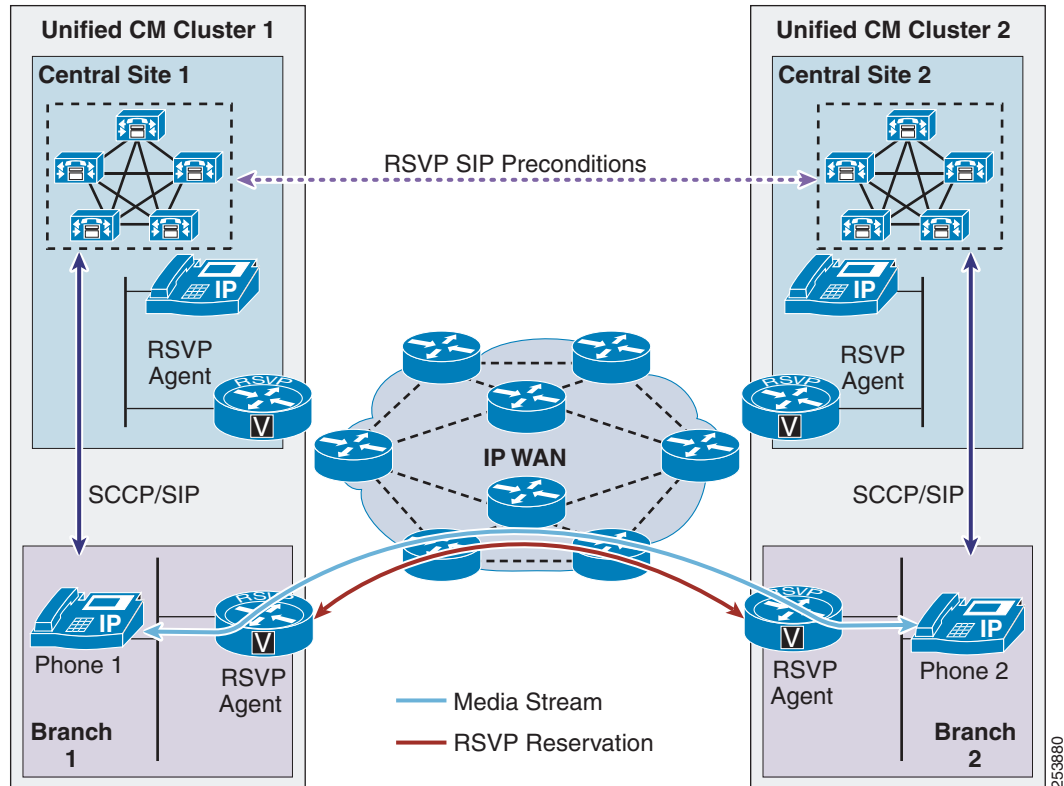 Unified CM Cluster 1
Unified CM Cluster 2
Central Site 1
Central Site 2
RSVP SIP Preconditions
IP
IP
RSVP
Agent
RSVP
Agent
RSVP
V
RSVP
V
IP WAN
SCCP/SIP
SCCP/SIP
IP
Phone 1
RSVP
V
RSVP
Agent
RSVP
V
RSVP
Agent
IP
Phone 2
Media Stream
RSVP Reservation
Branch
1
Branch
2
253880